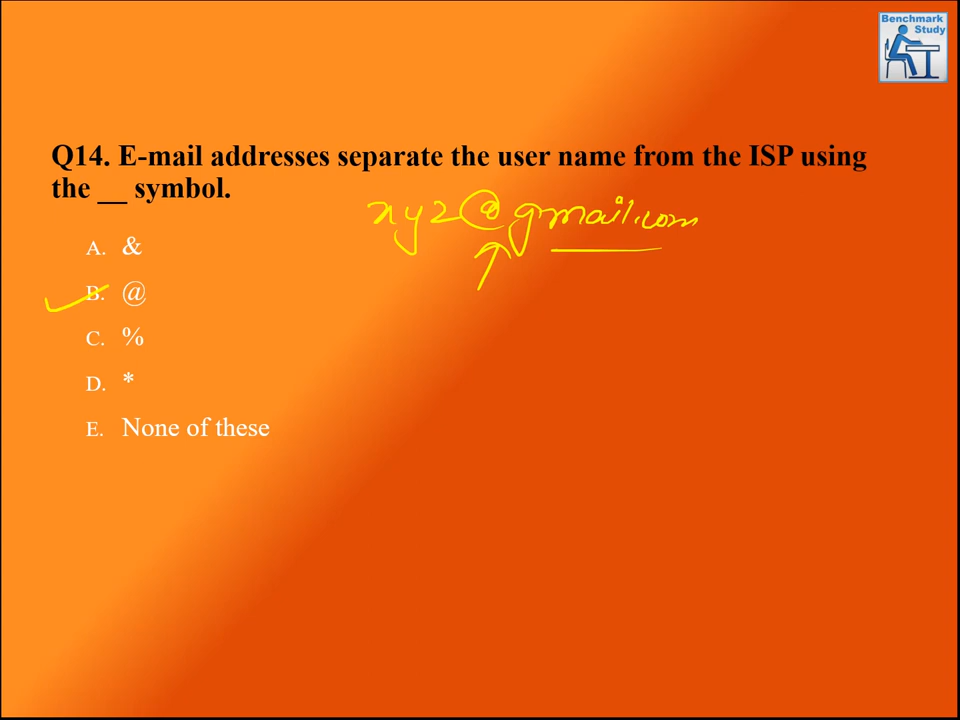 Benchmark
Study
Q14. E-mail addresses separate the user name from the ISP using
the __ symbol.
xyz@gmail.com
A. &
B. @
C. %
D. *
E. None of these